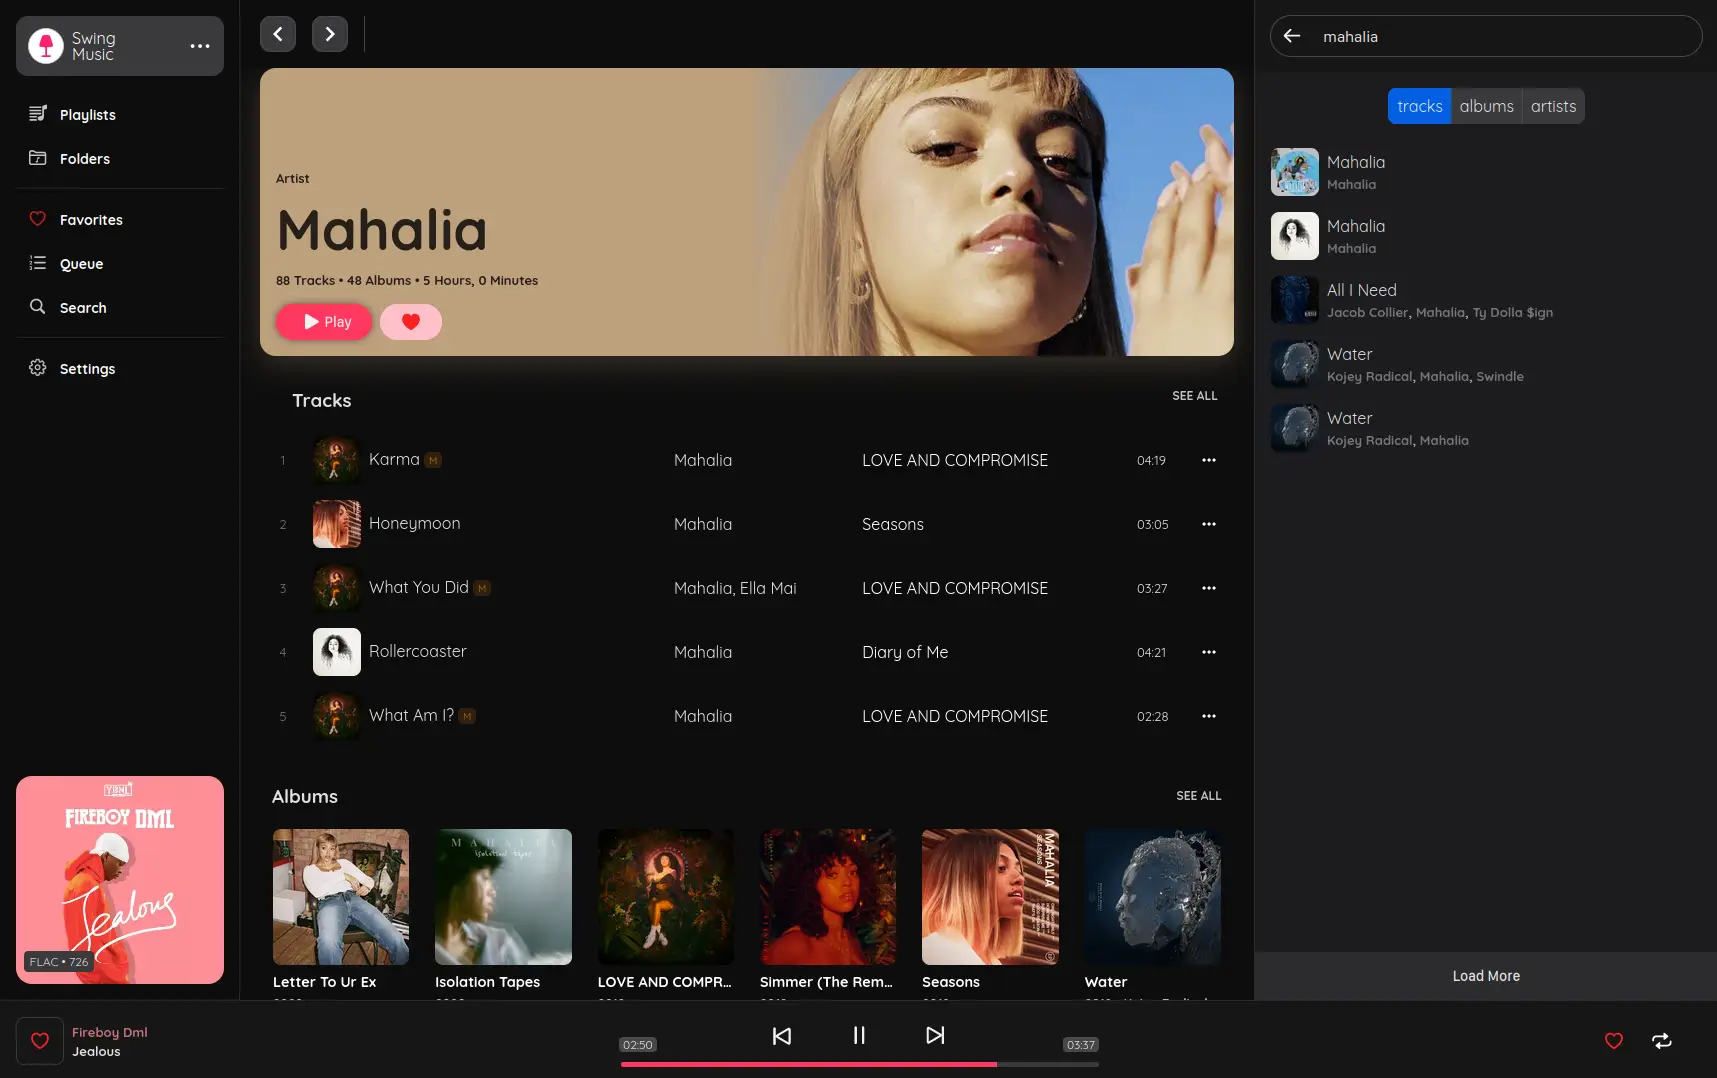 Swing
Music
Playlists
Folders
Favorites
Queue
Search
Settings
YBNL
FIREBOY DML
Jealous
FLAC • 726
Artist
Mahalia
88 Tracks • 48 Albums • 5 Hours, 0 Minutes
Play
Tracks
SEE ALL
1 Karma M Mahalia LOVE AND COMPROMISE 04:19
2 Honeymoon Mahalia Seasons 03:05
3 What You Did M Mahalia, Ella Mai LOVE AND COMPROMISE 03:27
4 Rollercoaster Mahalia Diary of Me 04:21
5 What Am I? M Mahalia LOVE AND COMPROMISE 02:28
Albums
SEE ALL
MAHALIA
isolation tapes
MAHALIA
SEASONS
Letter To Ur Ex
Isolation Tapes
LOVE AND COMPR...
Simmer (The Rem...
Seasons
Water
mahalia
tracks albums artists
Mahalia
Mahalia
Mahalia
Mahalia
All I Need
Jacob Collier, Mahalia, Ty Dolla $ign
Water
Kojey Radical, Mahalia, Swindle
Water
Kojey Radical, Mahalia
Load More
Fireboy Dml
Jealous
02:50
03:37